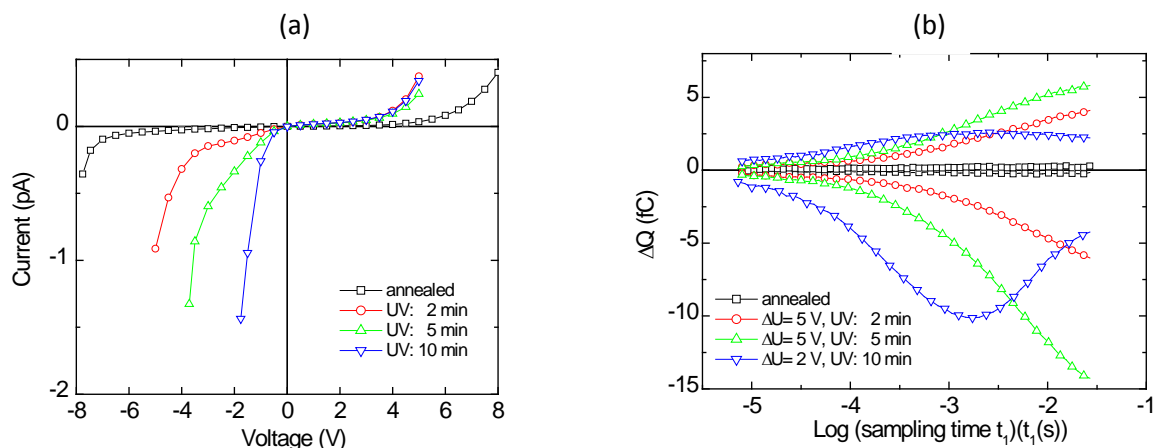 (a)
0
-1
-2
Current (pA)
-8 -6 -4 -2 0 2 4 6 8
Voltage (V)
annealed
UV: 2 min
UV: 5 min
UV: 10 min
(b)
5
0
-5
-10
-15
ΔQ (fC)
-5 -4 -3 -2 -1
Log (sampling time t₁)(t₁(s))
annealed
ΔU= 5 V, UV: 2 min
ΔU= 5 V, UV: 5 min
ΔU= 2 V, UV: 10 min